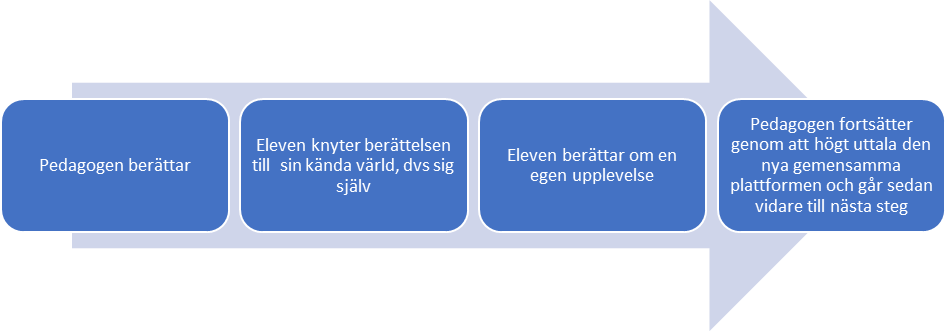 Pedagogen berättar
Eleven knyter berättelsen
till  sin kända värld, dvs sig
själv
Eleven berättar om en
egen upplevelse
Pedagogen fortsätter
genom att högt uttala den
nya gemensamma
plattformen och går sedan
vidare till nästa steg